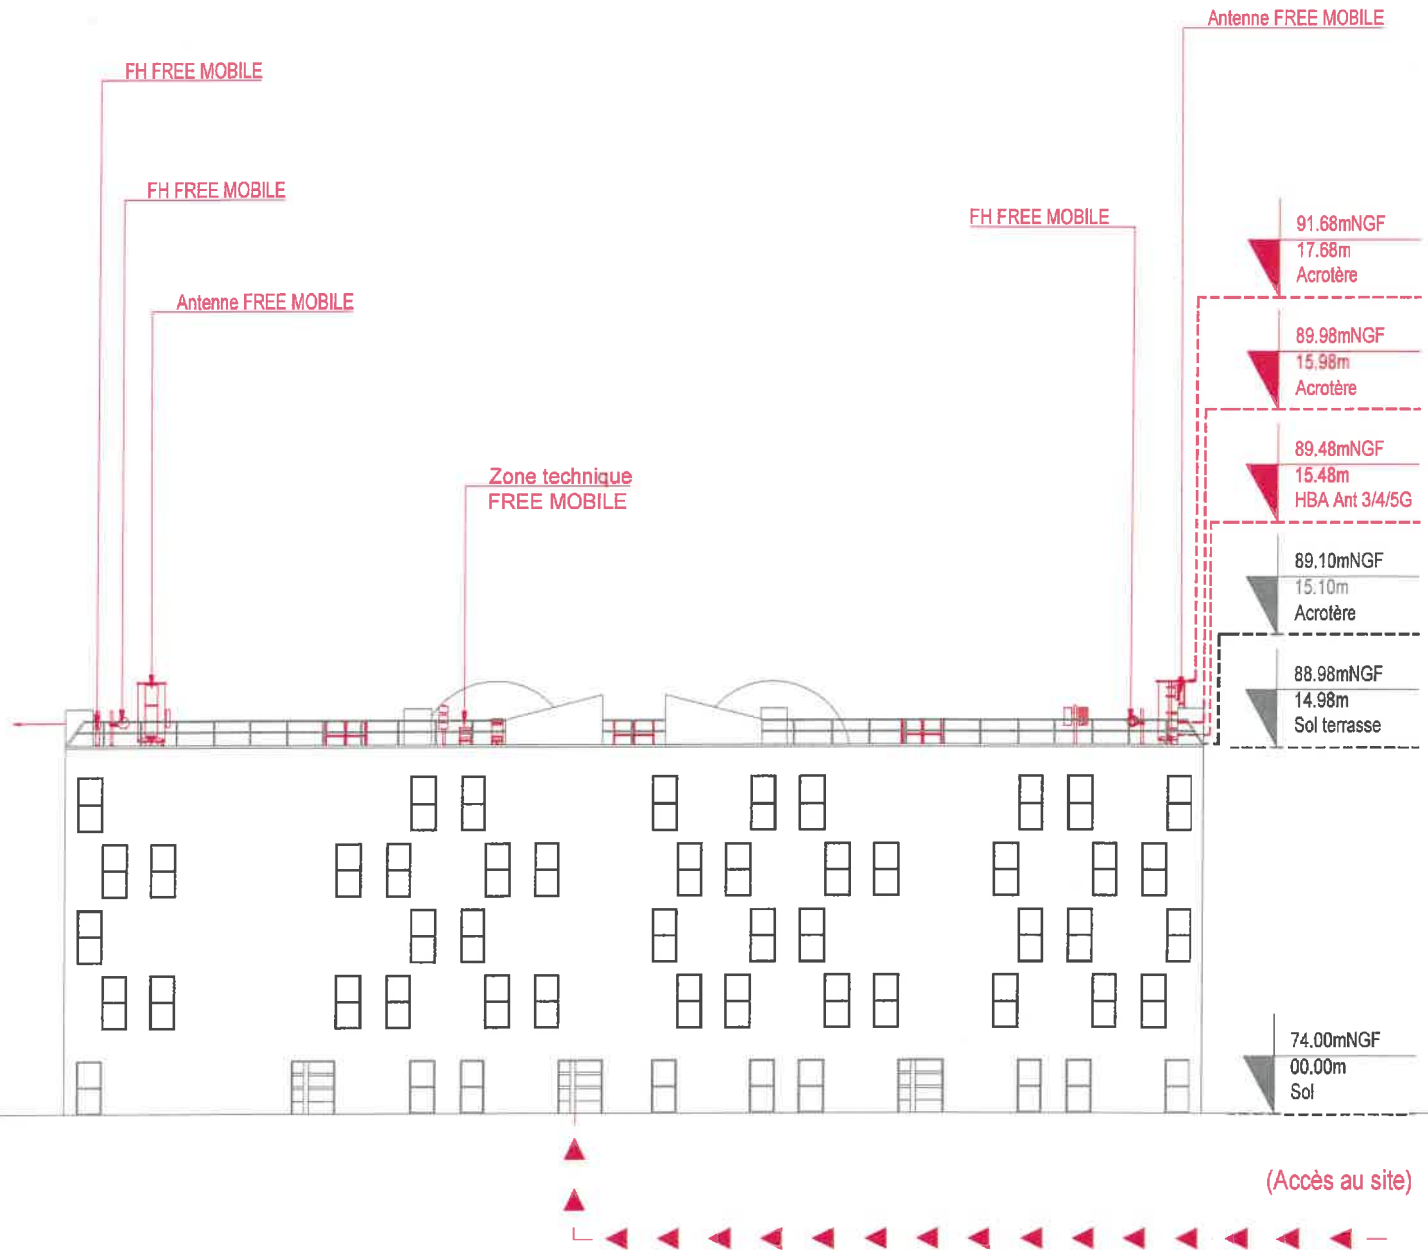 Antenne FREE MOBILE
FH FREE MOBILE
FH FREE MOBILE
FH FREE MOBILE
Antenne FREE MOBILE
Zone technique
FREE MOBILE
91.68mNGF
17.68m
Acrotère
89.98mNGF
15.98m
Acrotère
89.48mNGF
15.48m
HBA Ant 3/4/5G
89.10mNGF
15.10m
Acrotère
88.98mNGF
14.98m
Sol terrasse
74.00mNGF
00.00m
Sol
(Accès au site)